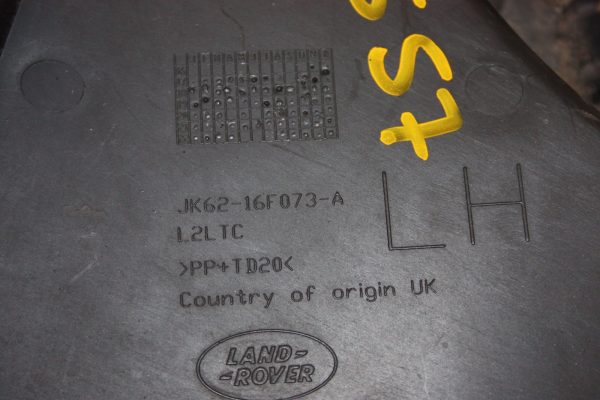 JK62-16F073-A
L2LTC
>PP+TD20<
Country of origin UK
LH
LAND-
-ROVER